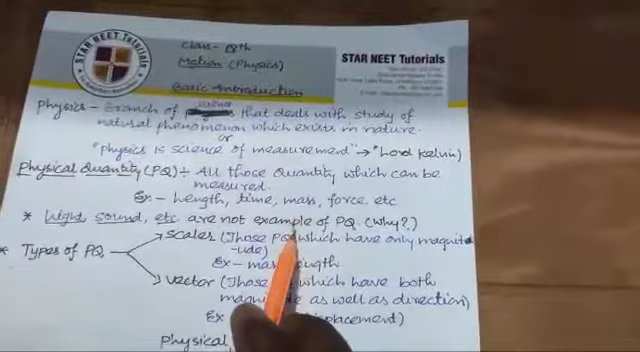 STAR NEET Tutorials
Class - 9th
Motion (Physics)
STAR NEET Tutorials
Basic Introduction
Physics - Branch of science that deals with study of
natural phenomenon which exists in nature.
or
"Physics is science of measurement" → "Lord Kelvin)
Physical Quantity (PQ) ÷ All those Quantity which can be
measured.
Ex - Length, time, mass, force, etc
* Light, sound, etc. are not example of PQ. (Why?)
* Types of PQ
→ Scaler (Those PQ which have only magnit
-ude)
Ex - mass length
→ Vector (Those which have both
as well as direction)
Ex displacement)
Physical